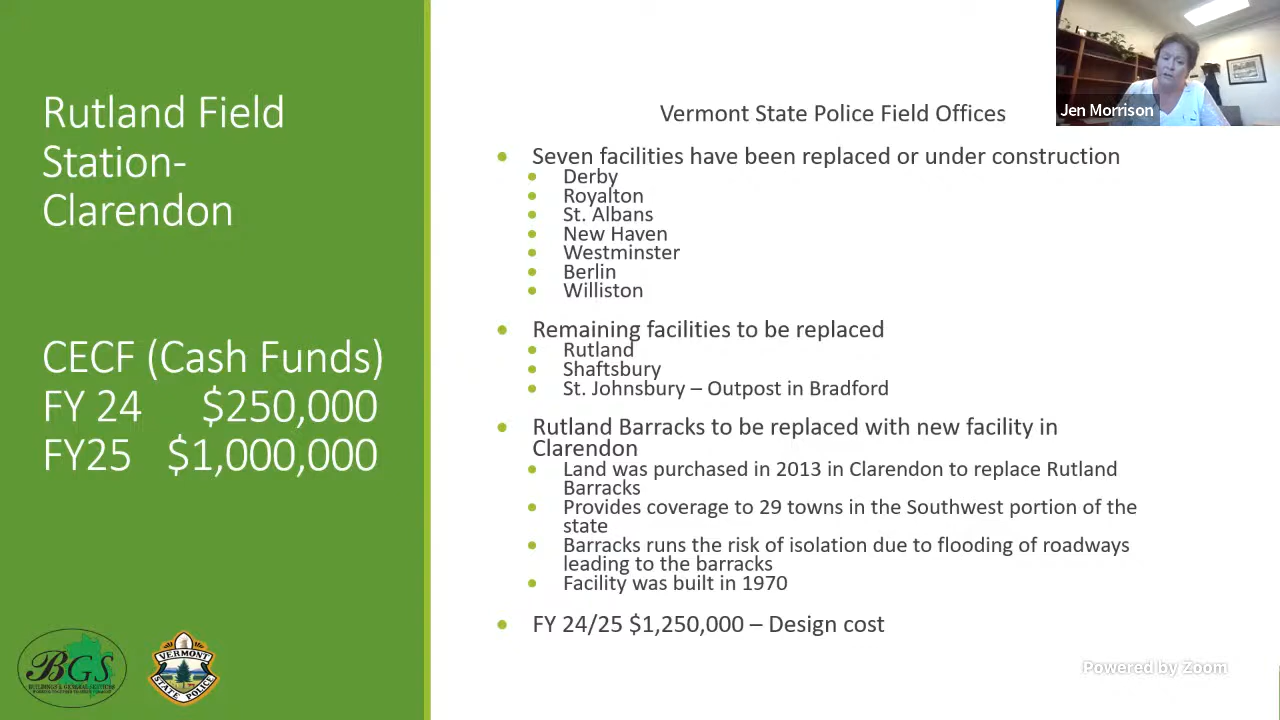 Rutland Field
Station-
Clarendon
CECF (Cash Funds)
FY 24 $250,000
FY25 $1,000,000
BGS
BUILDINGS & GENERAL SERVICES
VERMONT
STATE POLICE
Vermont State Police Field Offices
Seven facilities have been replaced or under construction
Derby
Royalton
St. Albans
New Haven
Westminster
Berlin
Williston
Remaining facilities to be replaced
Rutland
Shaftsbury
St. Johnsbury – Outpost in Bradford
Rutland Barracks to be replaced with new facility in
Clarendon
Land was purchased in 2013 in Clarendon to replace Rutland
Barracks
Provides coverage to 29 towns in the Southwest portion of the
state
Barracks runs the risk of isolation due to flooding of roadways
leading to the barracks
Facility was built in 1970
FY 24/25 $1,250,000 – Design cost
Jen Morrison
Powered by Zoom